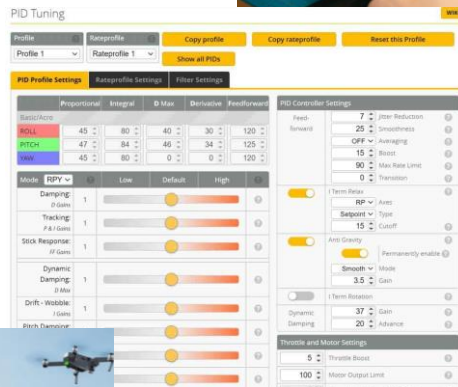 PID Tuning
WIKI
Profile
Rateprofile
Profile 1
Rateprofile 1
Copy profile
Copy rateprofile
Reset this Profile
Show all PIDs
PID Profile Settings
Rateprofile Settings
Filter Settings
Proportional Integral D Max Derivative Feedforward
Basic/Acro
ROLL 45 80 40 30 120
PITCH 47 84 46 34 125
YAW 45 80 0 0 120
Mode RPY Low Default High
Damping: 1
D Gains
Tracking: 1
P & I Gains
Stick Response: 1
FF Gains
Dynamic
Damping: 1
D Max
Drift - Wobble: 1
I Gains
Pitch Damping:
PID Controller Settings
Feed-
forward
7 Jitter Reduction
25 Smoothness
OFF Averaging
15 Boost
90 Max Rate Limit
0 Transition
I Term Relax
RP Axes
Setpoint Type
15 Cutoff
Anti Gravity
Permanently enable
Smooth Mode
3.5 Gain
I Term Rotation
Dynamic
Damping
37 Gain
20 Advance
Throttle and Motor Settings
5 Throttle Boost
100 Motor Output Limit